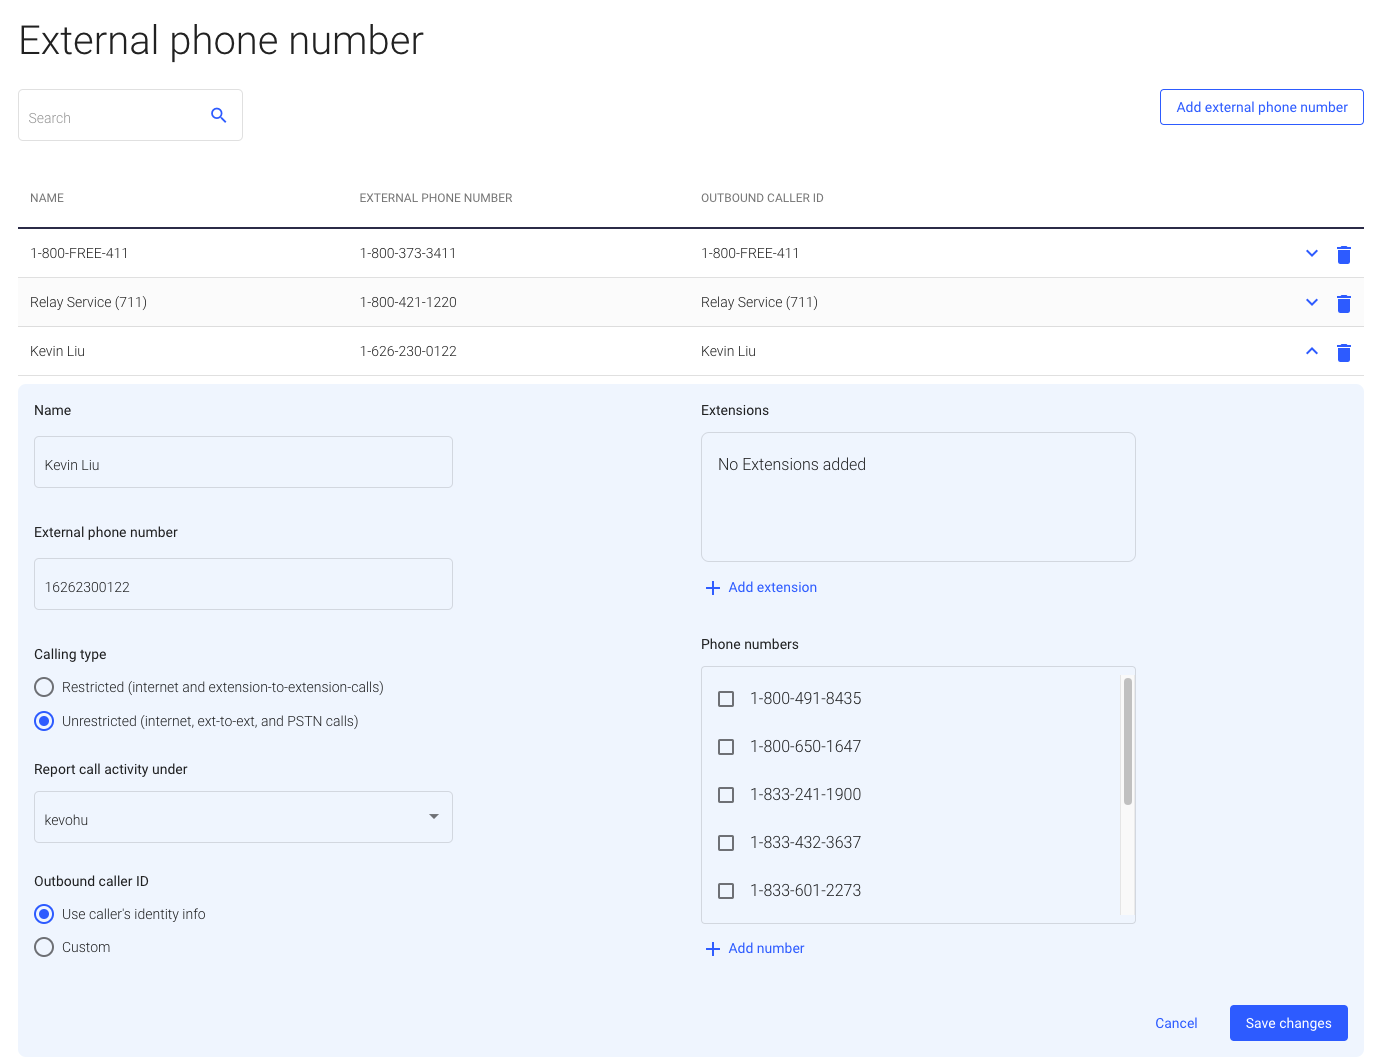 External phone number
Search
Add external phone number
NAME EXTERNAL PHONE NUMBER OUTBOUND CALLER ID
1-800-FREE-411 1-800-373-3411 1-800-FREE-411
Relay Service (711) 1-800-421-1220 Relay Service (711)
Kevin Liu 1-626-230-0122 Kevin Liu
Name
Kevin Liu
External phone number
16262300122
Calling type
Restricted (internet and extension-to-extension-calls)
Unrestricted (internet, ext-to-ext, and PSTN calls)
Report call activity under
kevohu
Outbound caller ID
Use caller's identity info
Custom
Extensions
No Extensions added
Add extension
Phone numbers
1-800-491-8435
1-800-650-1647
1-833-241-1900
1-833-432-3637
1-833-601-2273
Add number
Cancel
Save changes